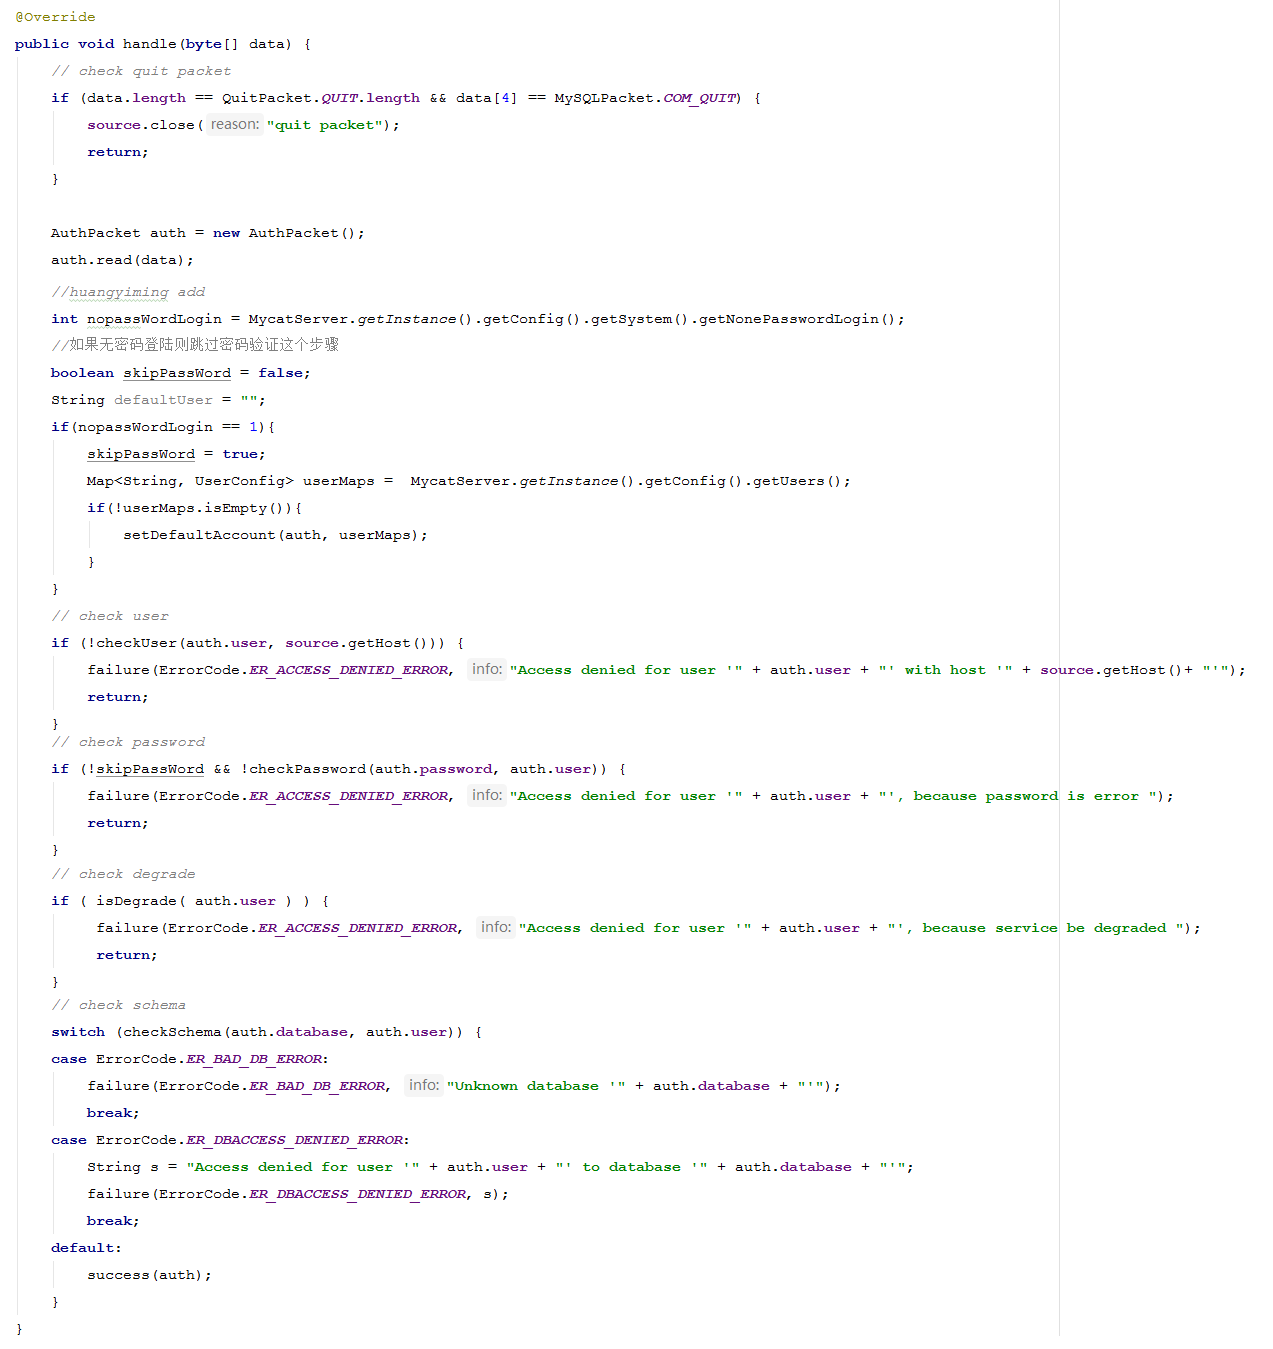 @Override
public void handle(byte[] data) {
    // check quit packet
    if (data.length == QuitPacket.QUIT.length && data[4] == MySQLPacket.COM_QUIT) {
        source.close( reason: "quit packet");
        return;
    }

    AuthPacket auth = new AuthPacket();
    auth.read(data);
    //huangyiming add
    int nopassWordLogin = MycatServer.getInstance().getConfig().getSystem().getNonePasswordLogin();
    //如果无密码登陆则跳过密码验证这个步骤
    boolean skipPassWord = false;
    String defaultUser = "";
    if(nopassWordLogin == 1){
        skipPassWord = true;
        Map<String, UserConfig> userMaps =  MycatServer.getInstance().getConfig().getUsers();
        if(!userMaps.isEmpty()){
            setDefaultAccount(auth, userMaps);
        }
    }
    // check user
    if (!checkUser(auth.user, source.getHost())) {
        failure(ErrorCode.ER_ACCESS_DENIED_ERROR, info: "Access denied for user '" + auth.user + "' with host '" + source.getHost()+ "'");
        return;
    }
    // check password
    if (!skipPassWord && !checkPassword(auth.password, auth.user)) {
        failure(ErrorCode.ER_ACCESS_DENIED_ERROR, info: "Access denied for user '" + auth.user + "', because password is error ");
        return;
    }
    // check degrade
    if ( isDegrade( auth.user ) ) {
         failure(ErrorCode.ER_ACCESS_DENIED_ERROR, info: "Access denied for user '" + auth.user + "', because service be degraded ");
         return;
    }
    // check schema
    switch (checkSchema(auth.database, auth.user)) {
    case ErrorCode.ER_BAD_DB_ERROR:
        failure(ErrorCode.ER_BAD_DB_ERROR, info: "Unknown database '" + auth.database + "'");
        break;
    case ErrorCode.ER_DBACCESS_DENIED_ERROR:
        String s = "Access denied for user '" + auth.user + "' to database '" + auth.database + "'";
        failure(ErrorCode.ER_DBACCESS_DENIED_ERROR, s);
        break;
    default:
        success(auth);
    }
}